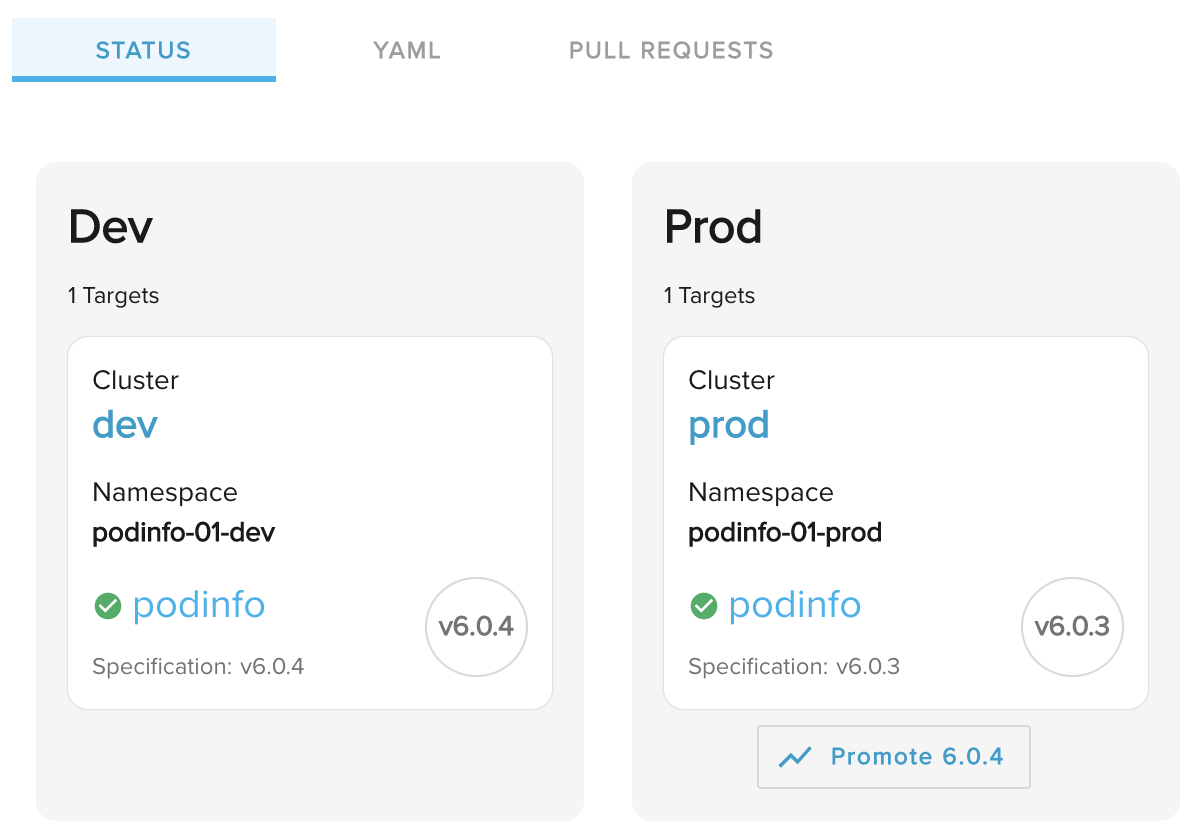 STATUS YAML PULL REQUESTS
Dev
1 Targets
Cluster
dev
Namespace
podinfo-01-dev
podinfo
v6.0.4
Specification: v6.0.4
Prod
1 Targets
Cluster
prod
Namespace
podinfo-01-prod
podinfo
v6.0.3
Specification: v6.0.3
Promote 6.0.4